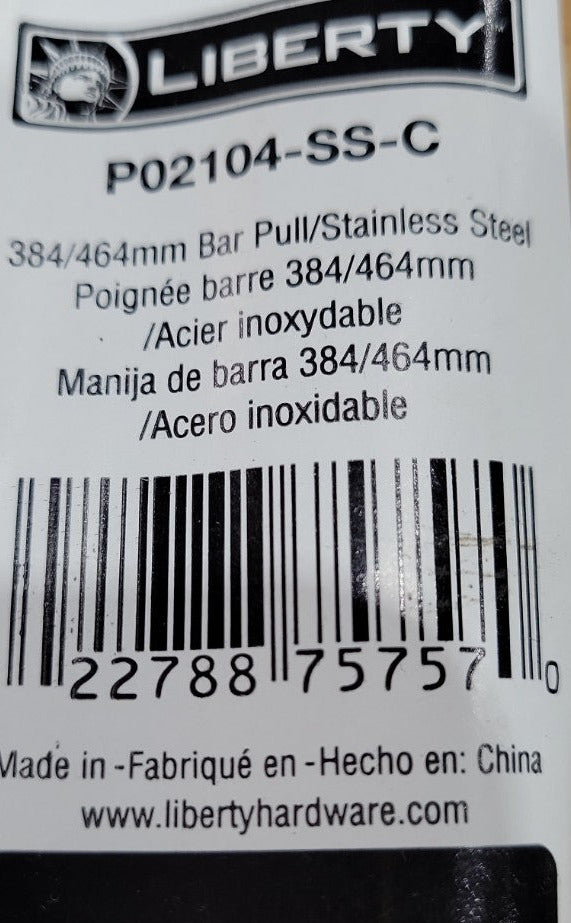 LIBERTY
P02104-SS-C
384/464mm Bar Pull/Stainless Steel
Poignée barre 384/464mm
/Acier inoxydable
Manija de barra 384/464mm
/Acero inoxidable
22788 75757 0
Made in -Fabriqué en -Hecho en: China
www.libertyhardware.com